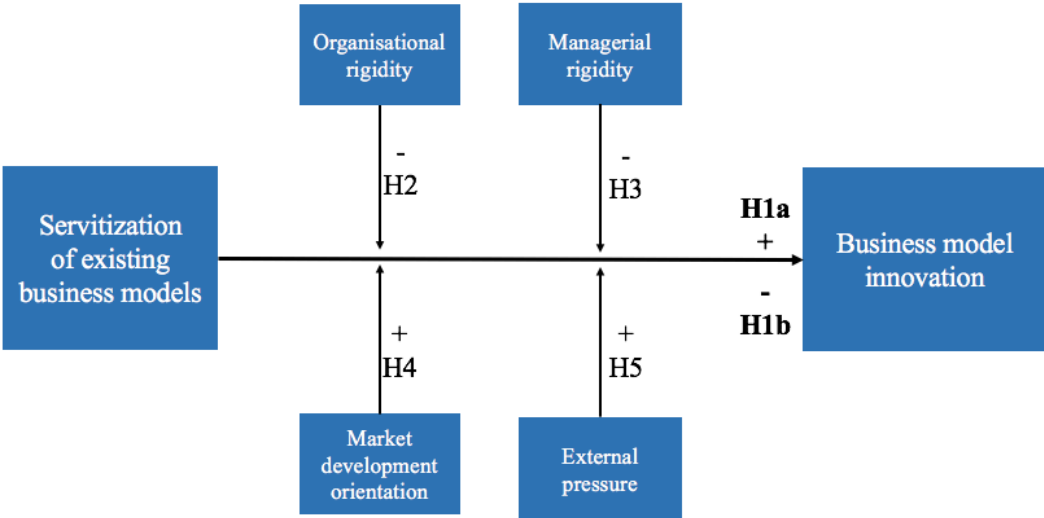 Organisational
rigidity
Managerial
rigidity
-
H2
-
H3
Servitization
of existing
business models
H1a
+
-
H1b
Business model
innovation
+
H4
+
H5
Market
development
orientation
External
pressure